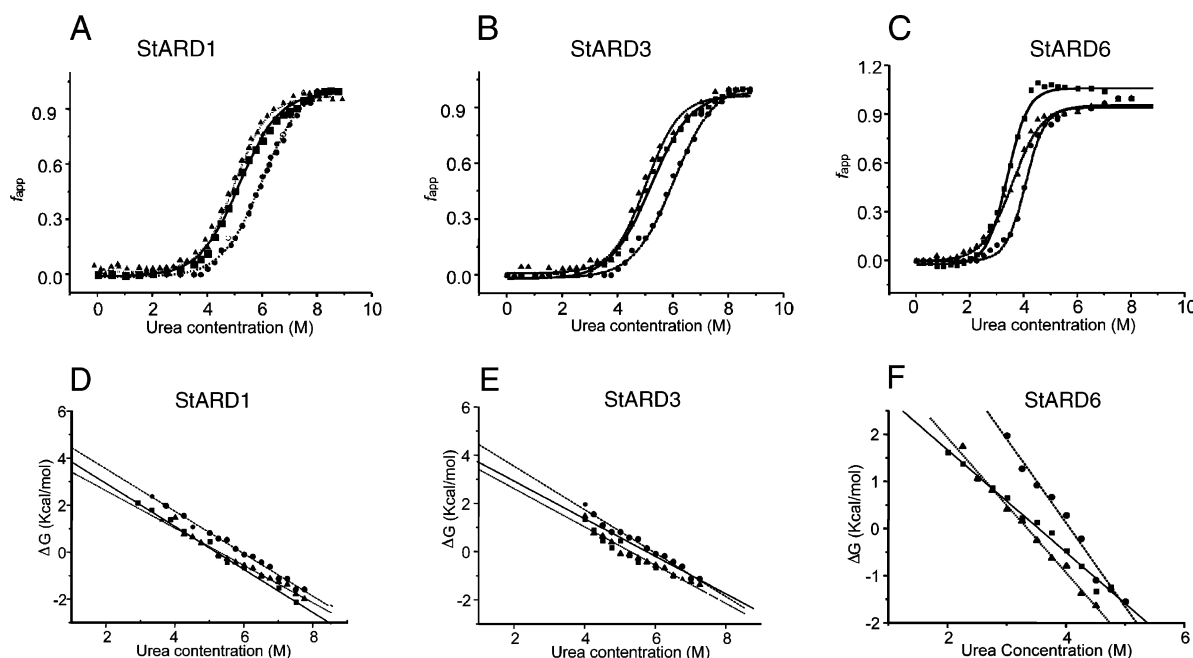 A
StARD1
0.9
0.6
0.3
0.0
fapp
0 2 4 6 8 10
Urea contentration (M)
B
StARD3
0.9
0.6
0.3
0.0
fapp
0 2 4 6 8 10
Urea contentration (M)
C
StARD6
1.2
0.9
0.6
0.3
0.0
fapp
0 2 4 6 8 10
Urea contentration (M)
D
StARD1
6
4
2
0
-2
ΔG (Kcal/mol)
2 4 6 8
Urea concentration (M)
E
StARD3
6
4
2
0
-2
ΔG (Kcal/mol)
2 4 6 8
Urea concentration (M)
F
StARD6
2
1
0
-1
-2
ΔG (Kcal/mol)
2 4 6
Urea Concentration (M)